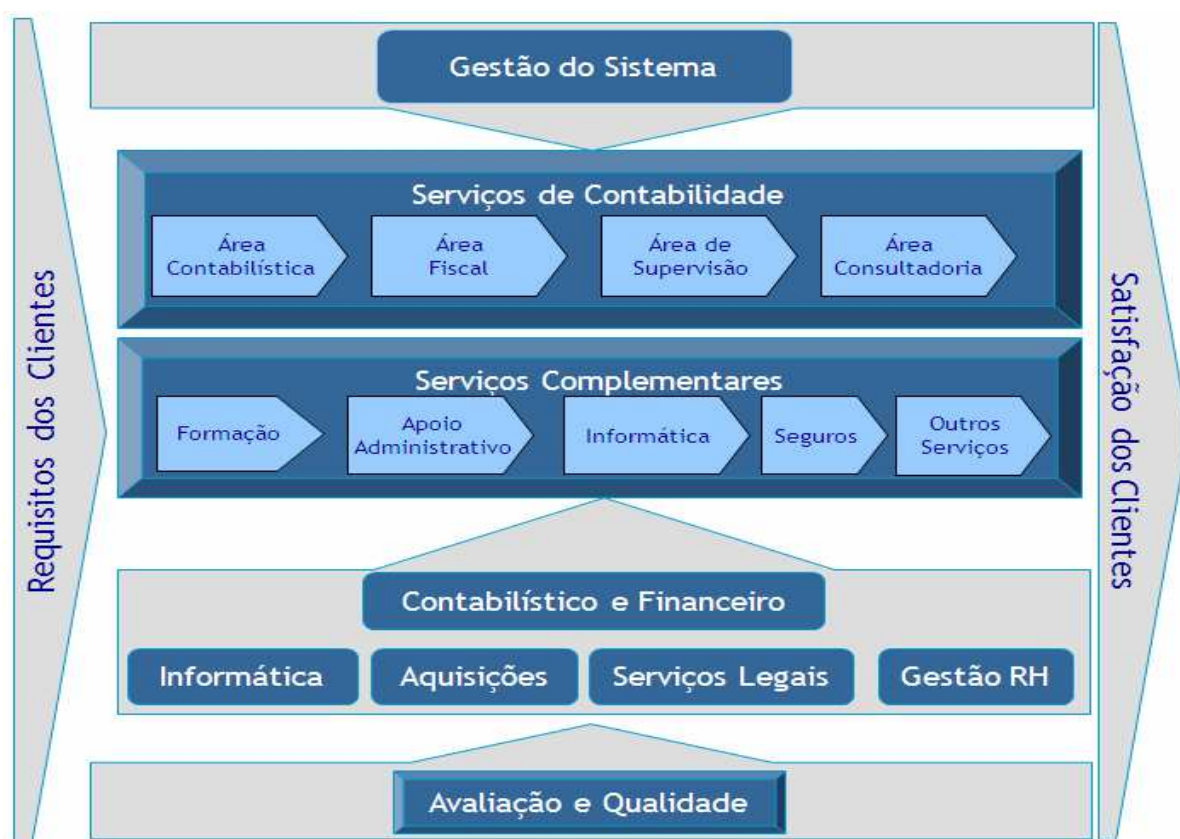 Requisitos dos Clientes
Gestão do Sistema
Serviços de Contabilidade
Área
Contabilística
Área
Fiscal
Área de
Supervisão
Área
Consultadoria
Serviços Complementares
Formação
Apoio
Administrativo
Informática
Seguros
Outros
Serviços
Contabilístico e Financeiro
Informática
Aquisições
Serviços Legais
Gestão RH
Avaliação e Qualidade
Satisfação dos Clientes